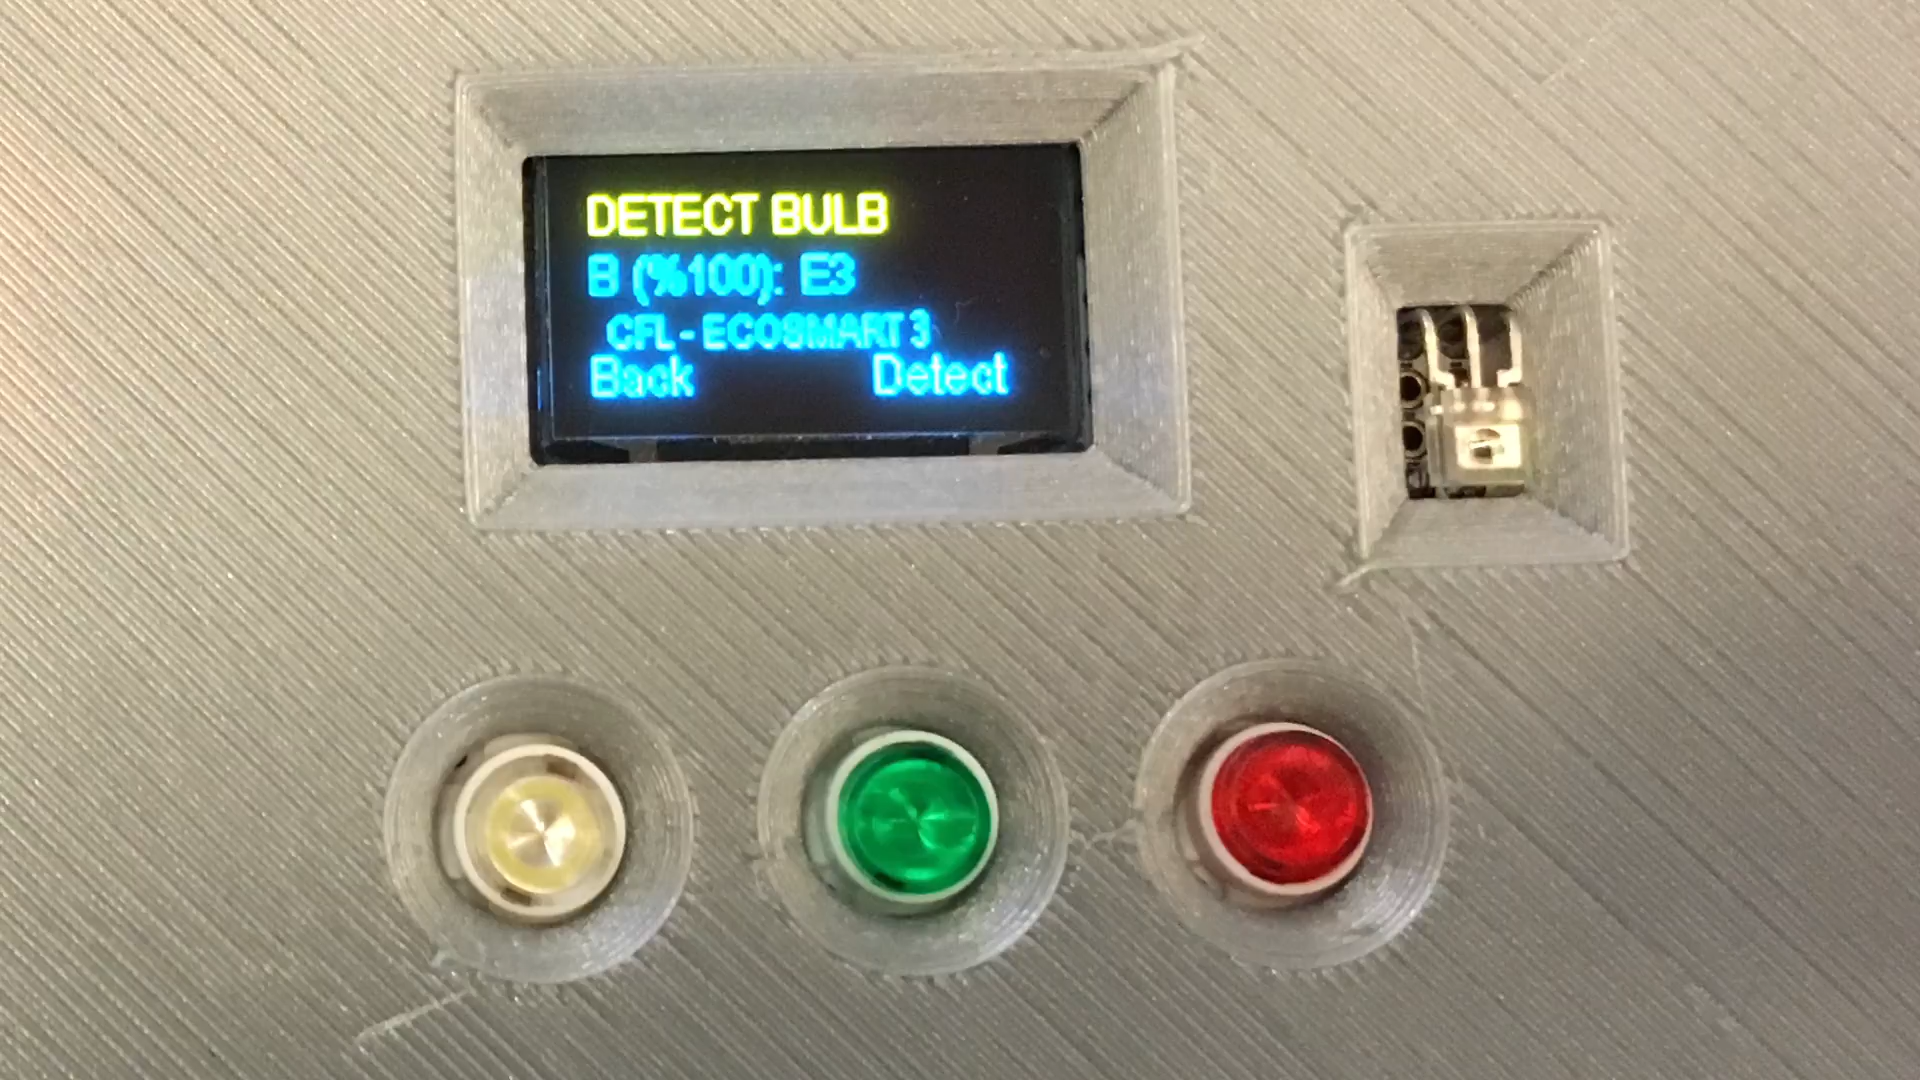 DETECT BULB
B (%100): E3
CFL - ECOSMART 3
Back Detect